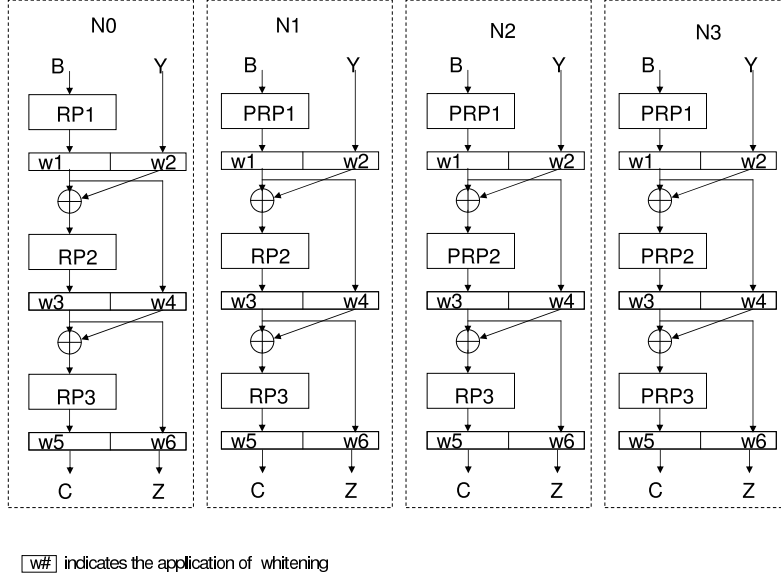 N0 N1 N2 N3
B Y B Y B Y B Y
RP1 PRP1 PRP1 PRP1
w1 w2 w1 w2 w1 w2 w1 w2
RP2 RP2 PRP2 PRP2
w3 w4 w3 w4 w3 w4 w3 w4
RP3 RP3 RP3 PRP3
w5 w6 w5 w6 w5 w6 w5 w6
C Z C Z C Z C Z
w# indicates the application of whitening